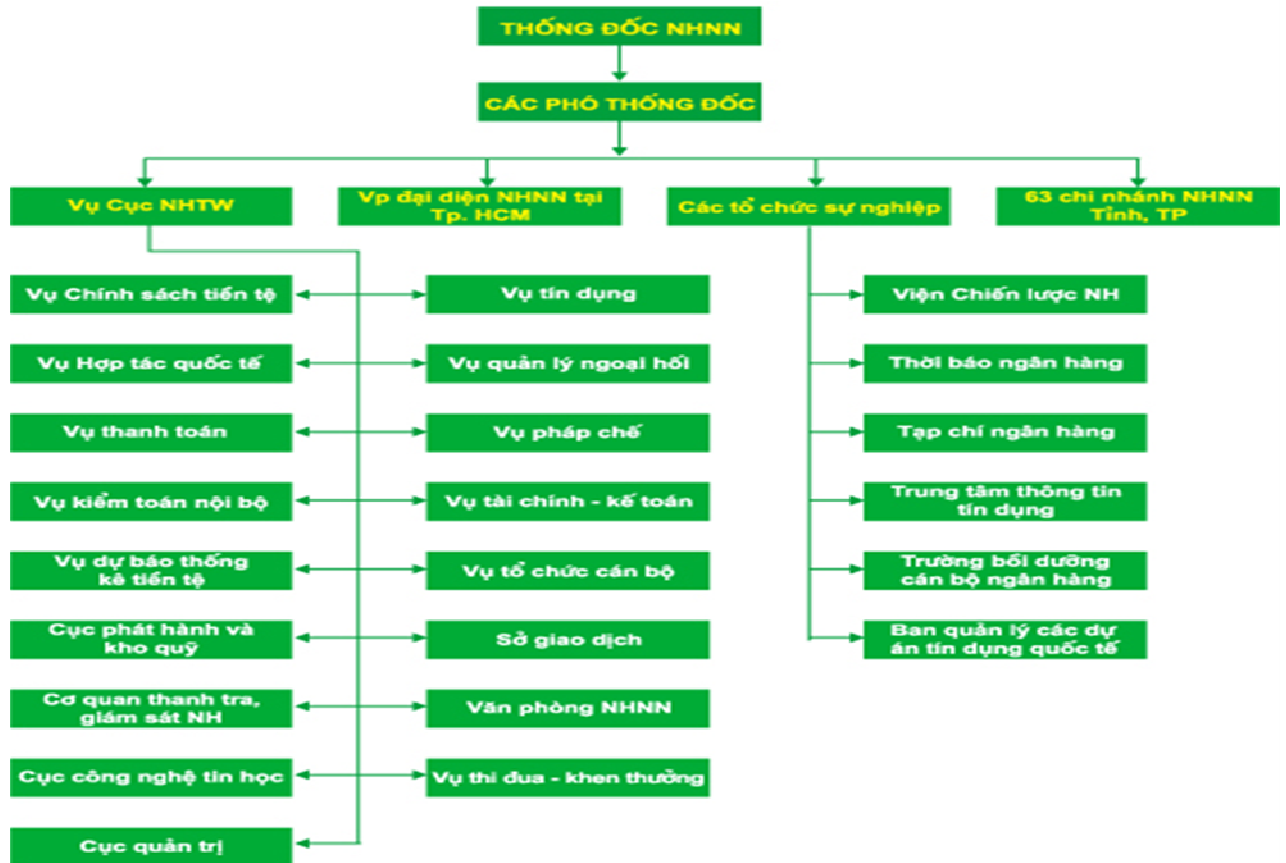 THỐNG ĐỐC NHNN
CÁC PHÓ THỐNG ĐỐC
Vụ Cục NHTW
Vp đại diện NHNN tại
Tp. HCM
Các tổ chức sự nghiệp
63 chi nhánh NHNN
Tỉnh, TP
Vụ Chính sách tiền tệ
Vụ tín dụng
Viện Chiến lược NH
Vụ Hợp tác quốc tế
Vụ quản lý ngoại hối
Thời báo ngân hàng
Vụ thanh toán
Vụ pháp chế
Tạp chí ngân hàng
Vụ kiểm toán nội bộ
Vụ tài chính - kế toán
Trung tâm thông tin
tín dụng
Vụ dự báo thống
kê tiền tệ
Vụ tổ chức cán bộ
Trường bồi dưỡng
cán bộ ngân hàng
Cục phát hành và
kho quỹ
Sở giao dịch
Ban quản lý các dự
án tín dụng quốc tế
Cơ quan thanh tra,
giám sát NH
Văn phòng NHNN
Cục công nghệ tin học
Vụ thi đua - khen thưởng
Cục quản trị